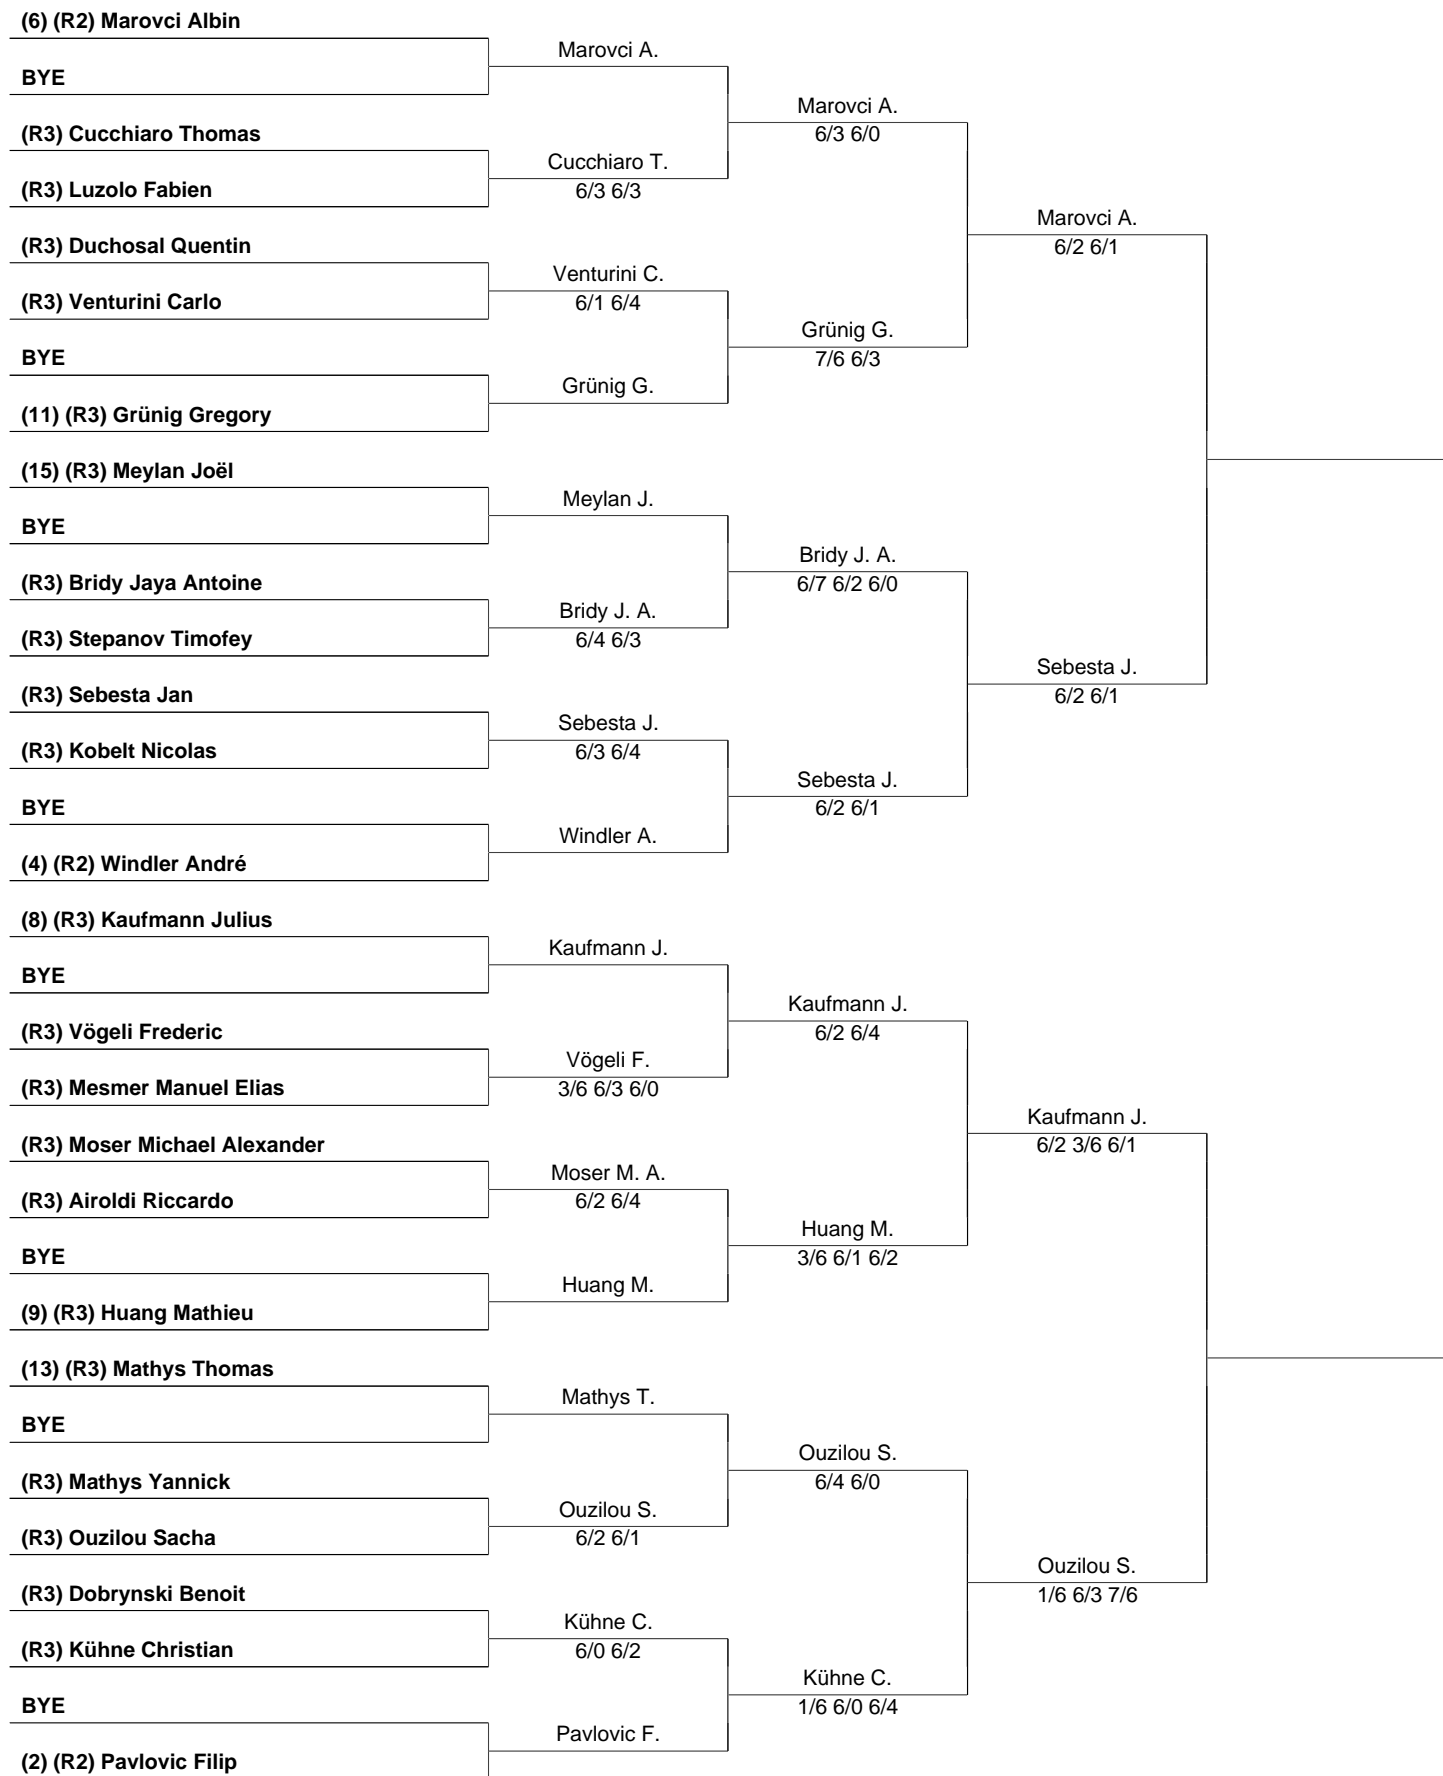 (6) (R2) Marovci Albin
Marovci A.
BYE
Marovci A.
6/3 6/0
(R3) Cucchiaro Thomas
Cucchiaro T.
6/3 6/3
(R3) Luzolo Fabien
Marovci A.
6/2 6/1
(R3) Duchosal Quentin
Venturini C.
6/1 6/4
(R3) Venturini Carlo
Grünig G.
7/6 6/3
BYE
Grünig G.
(11) (R3) Grünig Gregory
(15) (R3) Meylan Joël
Meylan J.
BYE
Bridy J. A.
6/7 6/2 6/0
(R3) Bridy Jaya Antoine
Bridy J. A.
6/4 6/3
(R3) Stepanov Timofey
Sebesta J.
6/2 6/1
(R3) Sebesta Jan
Sebesta J.
6/3 6/4
(R3) Kobelt Nicolas
Sebesta J.
6/2 6/1
BYE
Windler A.
(4) (R2) Windler André
(8) (R3) Kaufmann Julius
Kaufmann J.
BYE
Kaufmann J.
6/2 6/4
(R3) Vögeli Frederic
Vögeli F.
3/6 6/3 6/0
(R3) Mesmer Manuel Elias
Kaufmann J.
6/2 3/6 6/1
(R3) Moser Michael Alexander
Moser M. A.
6/2 6/4
(R3) Airoldi Riccardo
Huang M.
3/6 6/1 6/2
BYE
Huang M.
(9) (R3) Huang Mathieu
(13) (R3) Mathys Thomas
Mathys T.
BYE
Ouzilou S.
6/4 6/0
(R3) Mathys Yannick
Ouzilou S.
6/2 6/1
(R3) Ouzilou Sacha
Ouzilou S.
1/6 6/3 7/6
(R3) Dobrynski Benoit
Kühne C.
6/0 6/2
(R3) Kühne Christian
Kühne C.
1/6 6/0 6/4
BYE
Pavlovic F.
(2) (R2) Pavlovic Filip